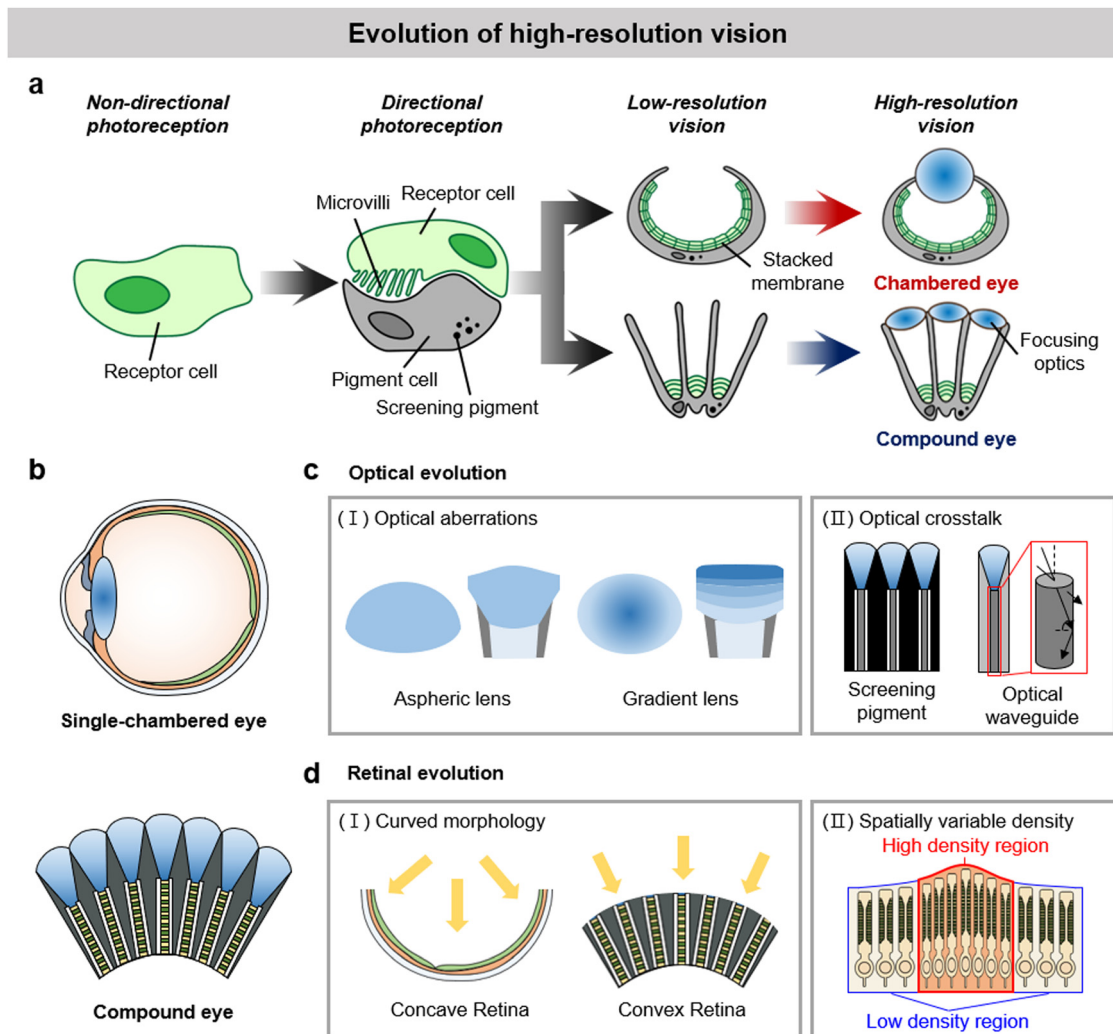 Evolution of high-resolution vision
a
Non-directional
photoreception
Directional
photoreception
Low-resolution
vision
High-resolution
vision
Microvilli
Receptor cell
Receptor cell
Pigment cell
Screening pigment
Stacked
membrane
Chambered eye
Focusing
optics
Compound eye
b
Single-chambered eye
Compound eye
c Optical evolution
(Ⅰ) Optical aberrations
Aspheric lens
Gradient lens
(Ⅱ) Optical crosstalk
Screening
pigment
Optical
waveguide
d Retinal evolution
(Ⅰ) Curved morphology
Concave Retina
Convex Retina
(Ⅱ) Spatially variable density
High density region
Low density region